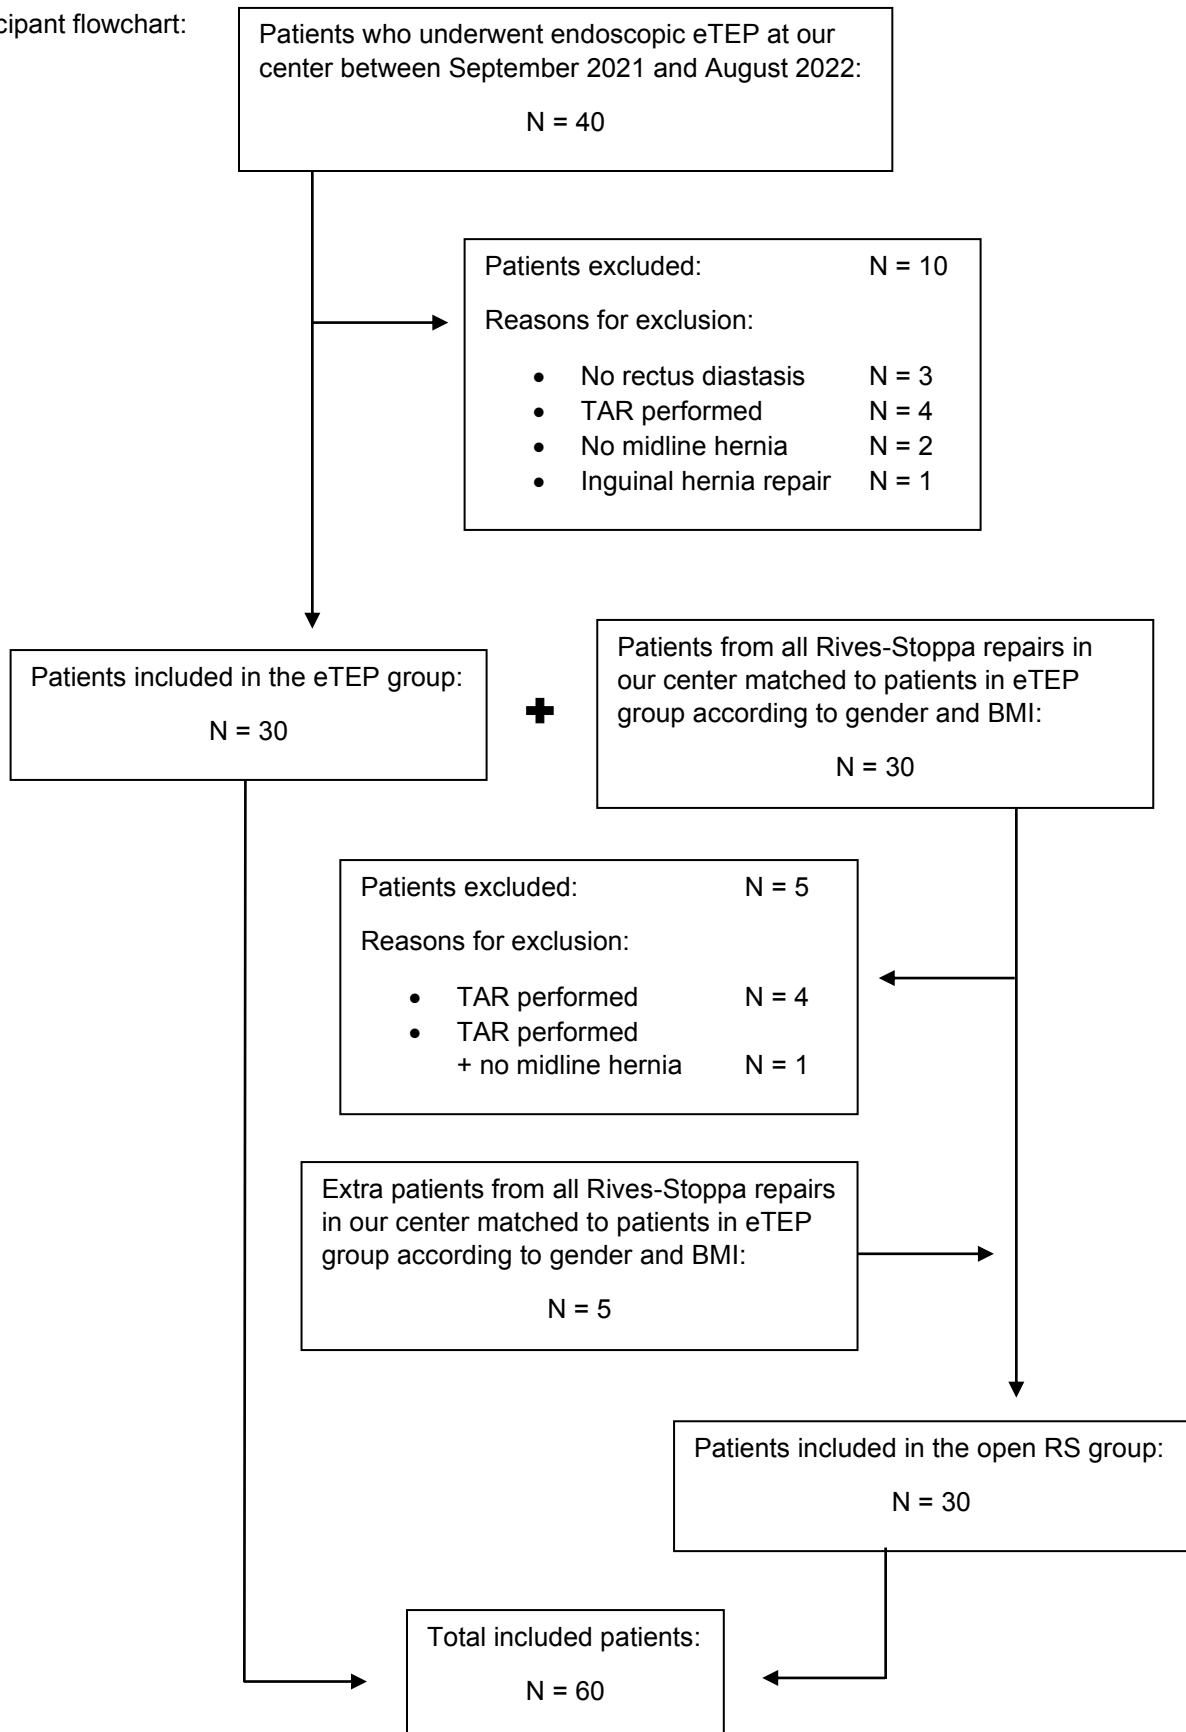 cipant flowchart:
Patients who underwent endoscopic eTEP at our
center between September 2021 and August 2022:
N = 40
Patients excluded: N = 10
Reasons for exclusion:
• No rectus diastasis N = 3
• TAR performed N = 4
• No midline hernia N = 2
• Inguinal hernia repair N = 1
Patients included in the eTEP group:
N = 30
Patients from all Rives-Stoppa repairs in
our center matched to patients in eTEP
group according to gender and BMI:
N = 30
Patients excluded: N = 5
Reasons for exclusion:
• TAR performed N = 4
• TAR performed
+ no midline hernia N = 1
Extra patients from all Rives-Stoppa repairs
in our center matched to patients in eTEP
group according to gender and BMI:
N = 5
Patients included in the open RS group:
N = 30
Total included patients:
N = 60